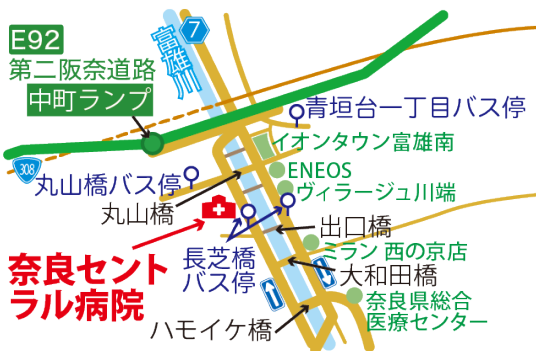 E92
第二阪奈道路
中町ランプ
富雄川
7
308
青垣台一丁目バス停
イオンタウン富雄南
ENEOS
ヴィラージュ川端
丸山橋バス停
丸山橋
出口橋
長芝橋
バス停
ミラン 西の京店
大和田橋
奈良セント
ラル病院
奈良県総合
医療センター
ハモイケ橋